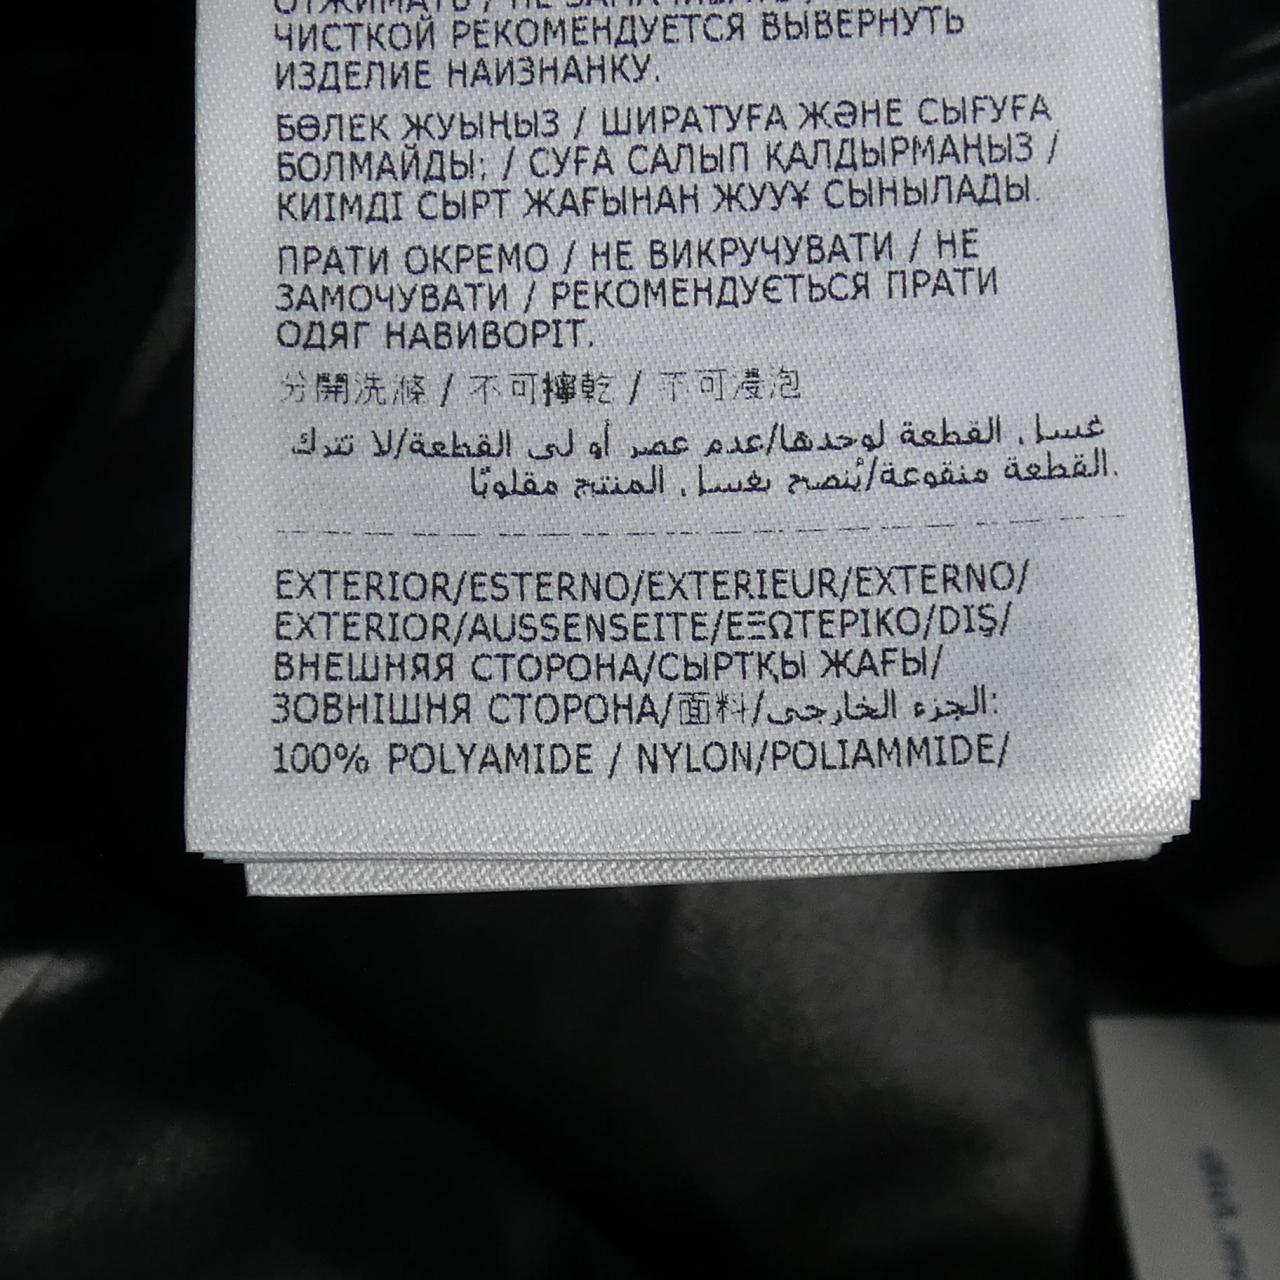 ЧИСТКОЙ РЕКОМЕНДУЕТСЯ ВЫВЕРНУТЬ
ИЗДЕЛИЕ НАИЗНАНКУ.
БӨЛЕК ЖУЫҢЫЗ / ШИРАТУҒА ЖӘНЕ СЫҒУҒА
БОЛМАЙДЫ; / СУҒА САЛЫП ҚАЛДЫРМАҢЫЗ /
КИІМДІ СЫРТ ЖАҒЫНАН ЖУУ¥ СЫНЫЛАДЫ.
ПРАТИ ОКРЕМО / НЕ ВИКРУЧУВАТИ / НЕ
ЗАМОЧУВАТИ / РЕКОМЕНДУЄТЬСЯ ПРАТИ
ОДЯГ НАВИВОРІТ.
分開洗滌 / 不可擰乾 / 不可浸泡
غسل القطعة لوحدها/عدم عصر أو لى القطعة/لا تترك
القطعة منقوعة/يُنصح بغسل المنتج مقلوبًا.
EXTERIOR/ESTERNO/EXTERIEUR/EXTERNO/
EXTERIOR/AUSSENSEITE/ΕΞΩΤΕΡΙΚΟ/DIŞ/
ВНЕШНЯЯ СТОРОНА/СЫРТҚЫ ЖАҒЫ/
ЗОВНІШНЯ СТОРОНА/面料/الجزء الخارجى:
100% POLYAMIDE / NYLON/POLIAMMIDE/